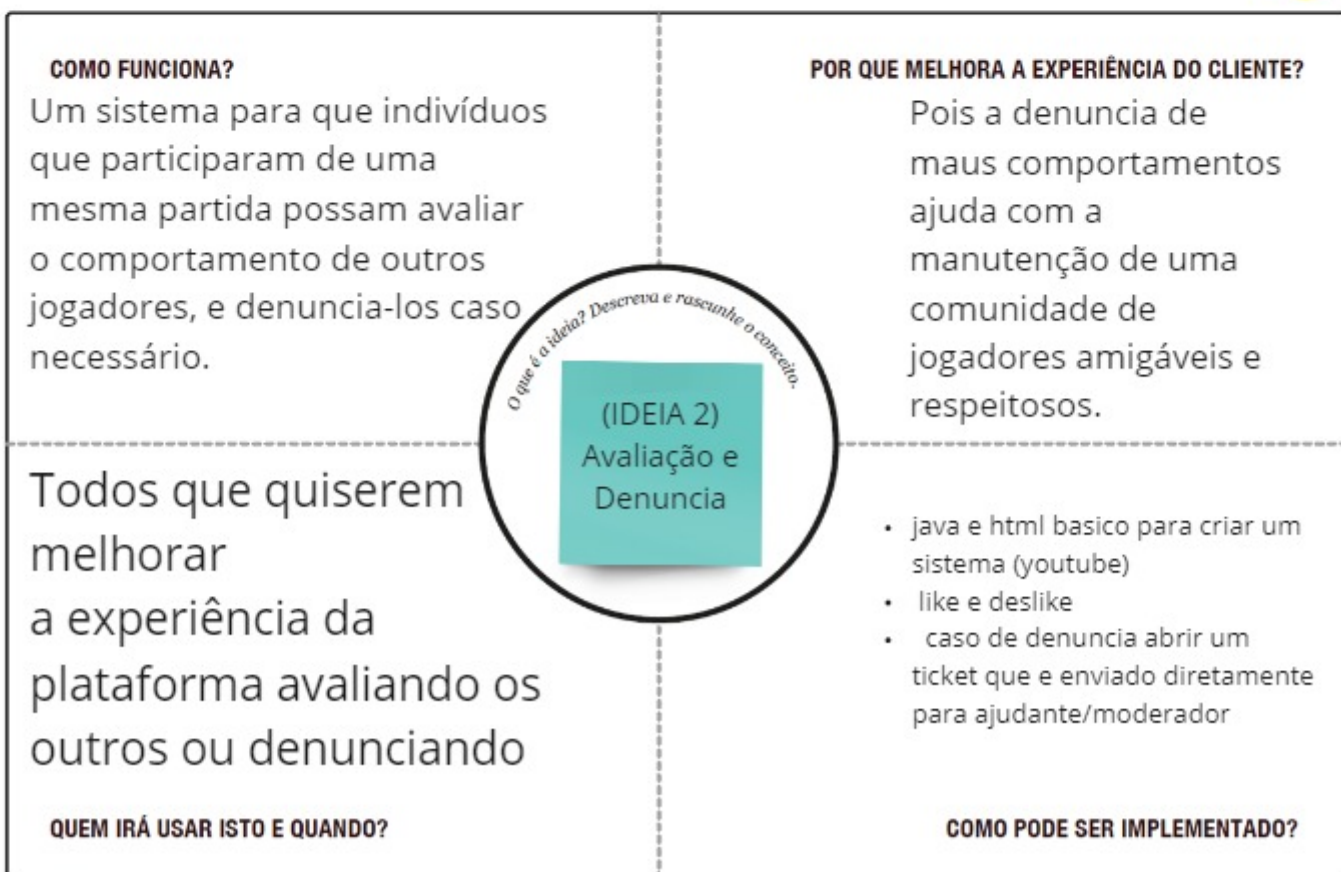 COMO FUNCIONA?
Um sistema para que indivíduos
que participaram de uma
mesma partida possam avaliar
o comportamento de outros
jogadores, e denuncia-los caso
necessário.
POR QUE MELHORA A EXPERIÊNCIA DO CLIENTE?
Pois a denuncia de
maus comportamentos
ajuda com a
manutenção de uma
comunidade de
jogadores amigáveis e
respeitosos.
O que é a ideia? Descreva e rascunhe o conceito.
(IDEIA 2)
Avaliação e
Denuncia
Todos que quiserem
melhorar
a experiência da
plataforma avaliando os
outros ou denunciando
QUEM IRÁ USAR ISTO E QUANDO?
• java e html basico para criar um
sistema (youtube)
• like e deslike
• caso de denuncia abrir um
ticket que e enviado diretamente
para ajudante/moderador
COMO PODE SER IMPLEMENTADO?